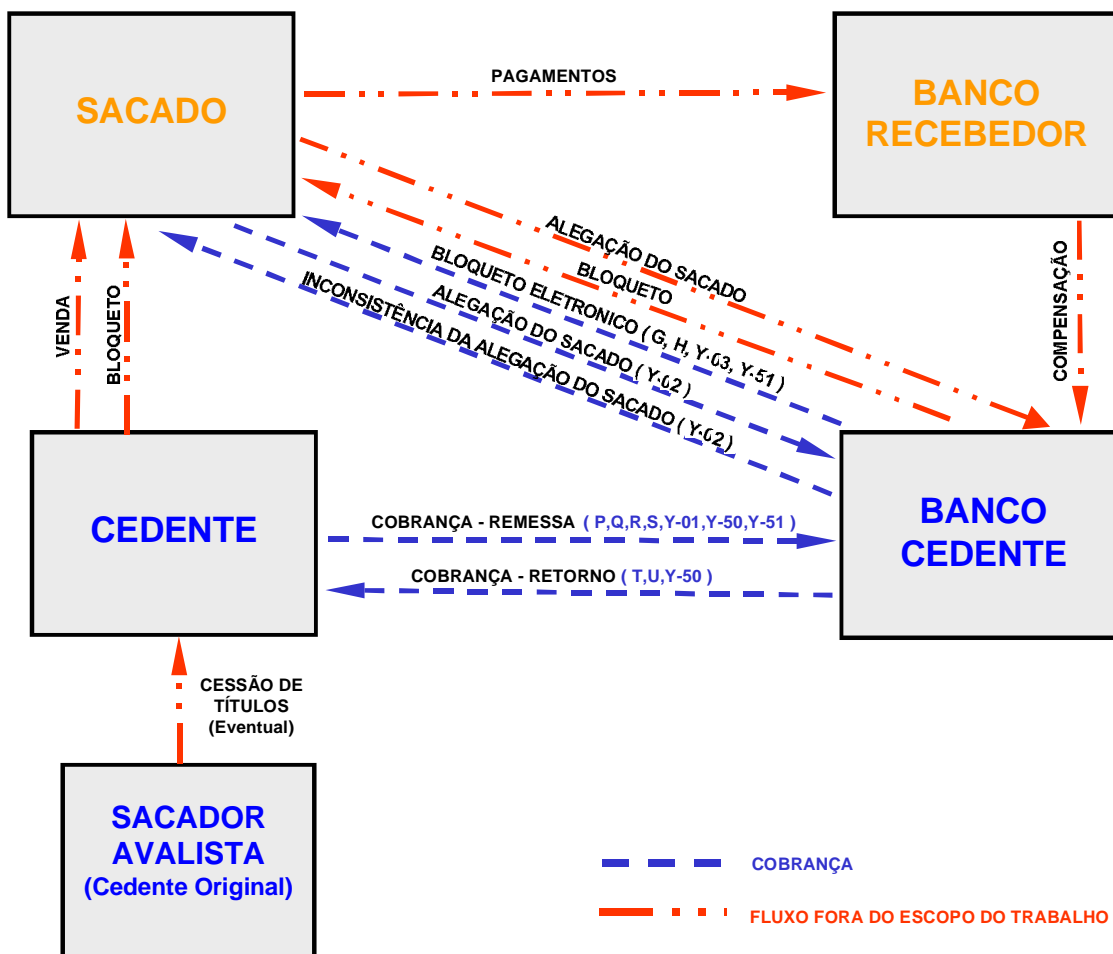 PAGAMENTOS
SACADO
BANCO
RECEBEDOR
ALEGAÇÃO DO SACADO
BLOQUETO
BLOQUETO ELETRONICO ( G, H, Y-03, Y-51 )
ALEGAÇÃO DO SACADO ( Y-02 )
INCONSISTÊNCIA DA ALEGAÇÃO DO SACADO ( Y-02 )
VENDA
BLOQUETO
COMPENSAÇÃO
CEDENTE
COBRANÇA - REMESSA ( P,Q,R,S,Y-01,Y-50,Y-51 )
COBRANÇA - RETORNO ( T,U,Y-50 )
BANCO
CEDENTE
CESSÃO DE
TÍTULOS
(Eventual)
SACADOR
AVALISTA
(Cedente Original)
COBRANÇA
FLUXO FORA DO ESCOPO DO TRABALHO